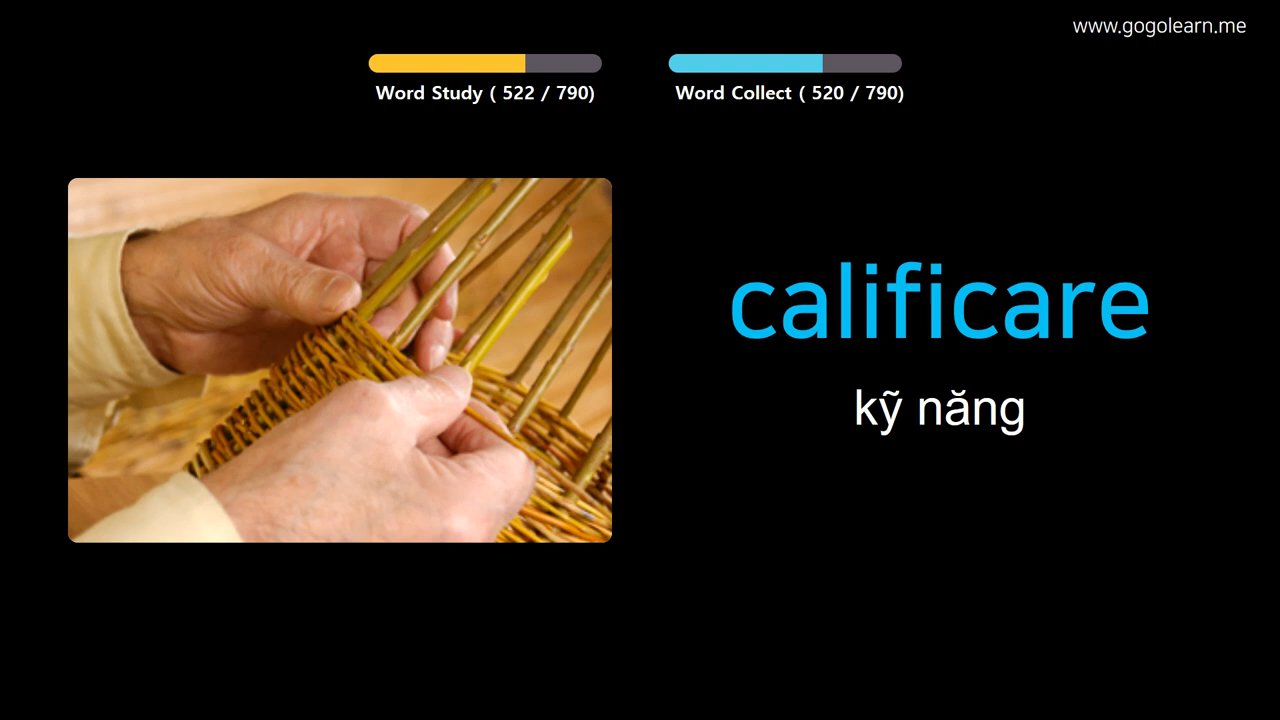 www.gogolearn.me
Word Study ( 522 / 790)
Word Collect ( 520 / 790)
calificare
kỹ năng